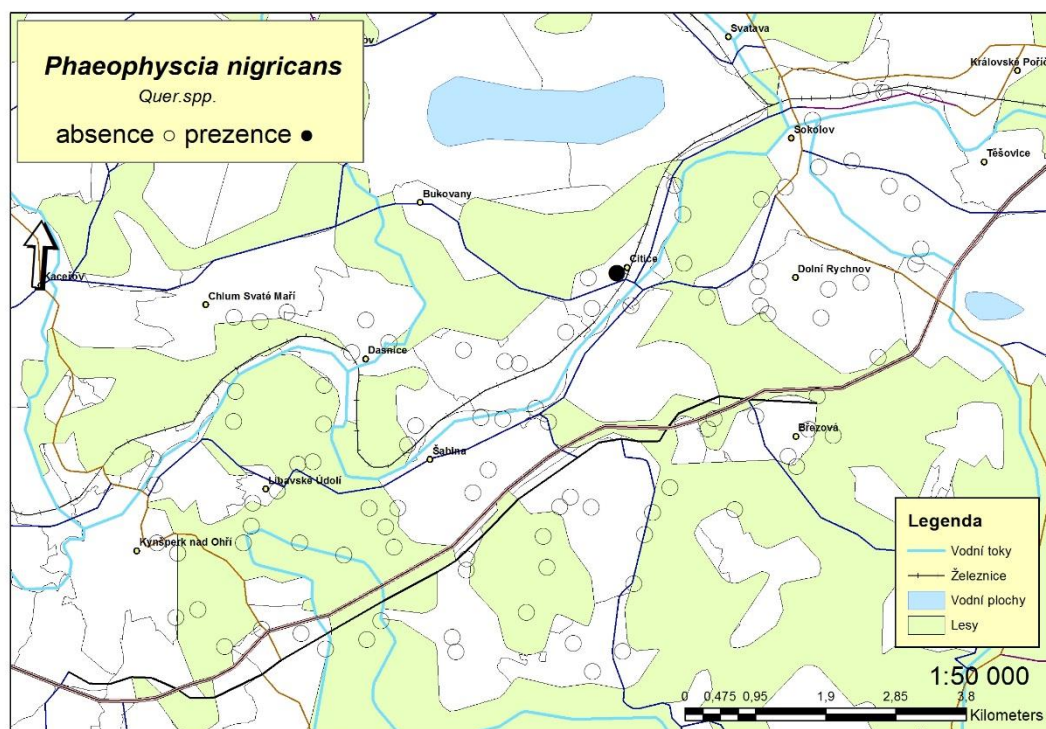 Phaeophyscia nigricans
Quer.spp.
absence ○ prezence ●
Svatava
Královské Poříč
Sokolov
Těšovice
Bukovany
Citice
Dolní Rychnov
Kaceřov
Chlum Svaté Maří
Dasnice
Březová
Šabina
Libavské Údolí
Kynšperk nad Ohří
Legenda
Vodní toky
Železnice
Vodní plochy
Lesy
1:50 000
0 0,475 0,95 1,9 2,85 3,8
Kilometers